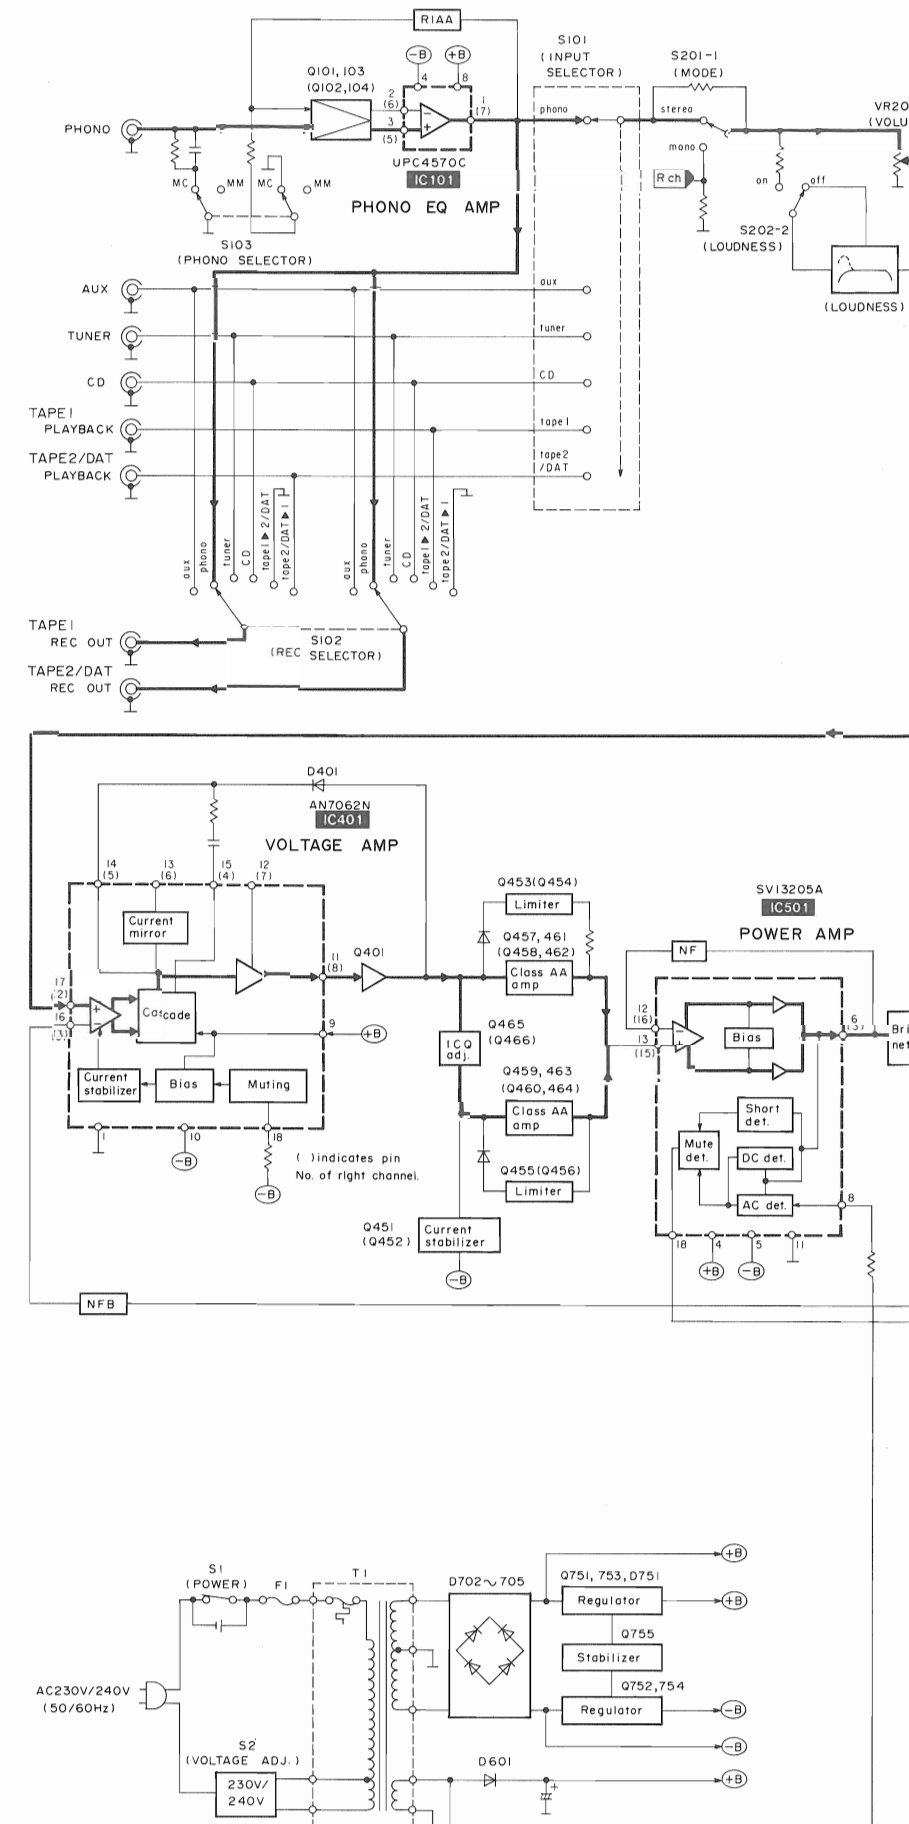 RIAA
S101
(INPUT
SELECTOR)
S201-1
(MODE)
-B
+B
Q101, 103
(Q102, 104)
4
8
2
(6)
3
(5)
1
(7)
phono
stereo
VR20
(VOLU
PHONO
UPC4570C
IC101
PHONO EQ AMP
mono
R ch
on
off
S202-2
(LOUDNESS)
(LOUDNESS)
MC
MM
MC
MM
S103
(PHONO SELECTOR)
AUX
aux
TUNER
tuner
CD
CD
TAPE1
PLAYBACK
tape1
TAPE2/DAT
PLAYBACK
tape2
/DAT
aux
phono
tuner
CD
tape1▶2/DAT
tape2/DAT▶1
aux
phono
tuner
CD
tape1▶2/DAT
tape2/DAT▶1
TAPE1
REC OUT
S102
(REC SELECTOR)
TAPE2/DAT
REC OUT
D401
AN7062N
IC401
VOLTAGE AMP
14
(5)
13
(6)
15
(4)
12
(7)
Current
mirror
11
(8)
Q401
17
(2)
16
(3)
Cascade
9
+B
Current
stabilizer
Bias
Muting
1
10
18
-B
-B
( )indicates pin
No. of right channel.
Q453(Q454)
Limiter
Q457, 461
(Q458, 462)
Class AA
amp
Q465
(Q466)
ICQ
adj.
Q459, 463
(Q460, 464)
Class AA
amp
Q455(Q456)
Limiter
Q451
(Q452)
Current
stabilizer
-B
SV13205A
IC501
POWER AMP
NF
12
(16)
13
(15)
Bias
6
Bri
net
Short
det.
Mute
det.
DC det.
AC det.
8
18
4
5
11
+B
-B
NFB
S1
(POWER)
F1
T1
D702~705
Q751, 753, D751
Regulator
+B
+B
Q755
Stabilizer
Q752, 754
Regulator
-B
-B
AC230V/240V
(50/60Hz)
S2
(VOLTAGE ADJ.)
230V/
240V
D601
+
+B